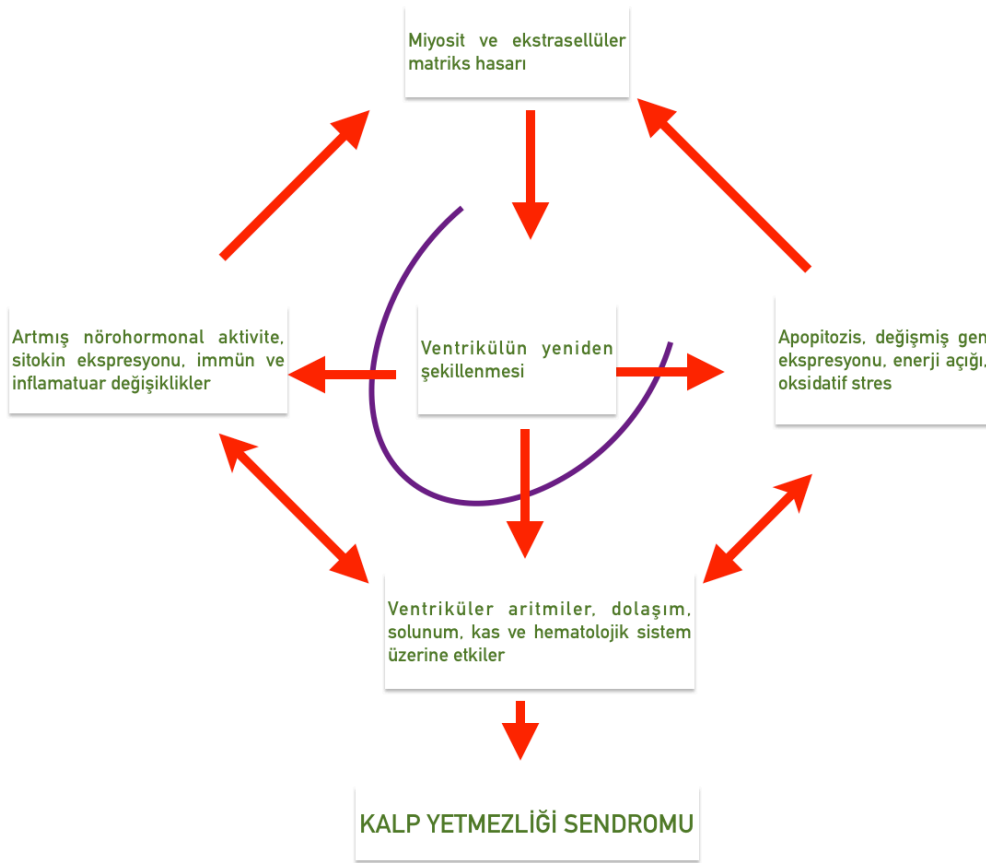 Miyosit ve ekstrasellüler
matriks hasarı
Artmış nörohormonal aktivite,
sitokin ekspresyonu, immün ve
inflamatuar değişiklikler
Ventrikülün yeniden
şekillenmesi
Apopitozis, değişmiş gen
ekspresyonu, enerji açığı,
oksidatif stres
Ventriküler aritmiler, dolaşım,
solunum, kas ve hematolojik sistem
üzerine etkiler
KALP YETMEZLİĞİ SENDROMU